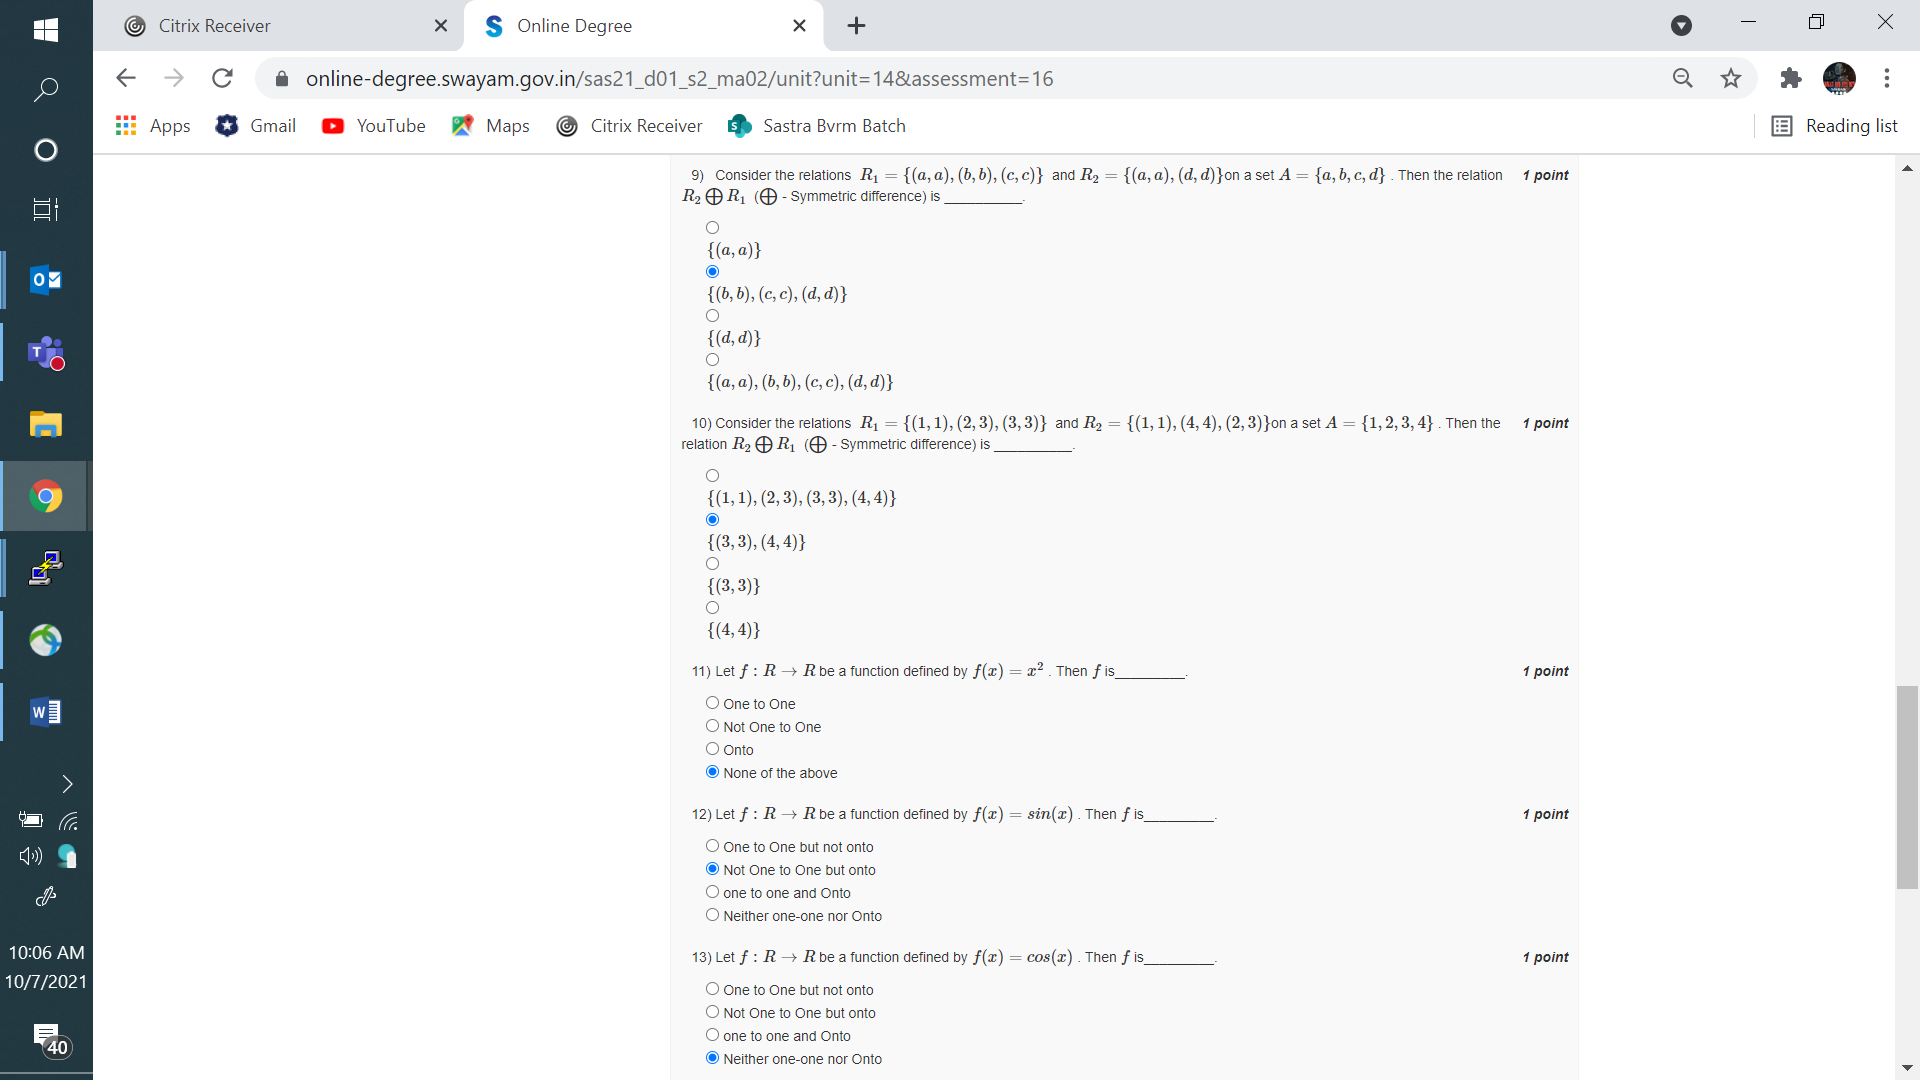 Citrix Receiver
Online Degree
online-degree.swayam.gov.in/sas21_d01_s2_ma02/unit?unit=14&assessment=16
Apps
Gmail
YouTube
Maps
Citrix Receiver
Sastra Bvrm Batch
Reading list
9) Consider the relations R₁ = {(a, a), (b, b), (c, c)} and R₂ = {(a, a), (d, d)}on a set A = {a, b, c, d} . Then the relation 1 point
R₂ ⨁ R₁ (⨁ - Symmetric difference) is __________.
{(a, a)}
{(b, b), (c, c), (d, d)}
{(d, d)}
{(a, a), (b, b), (c, c), (d, d)}
10) Consider the relations R₁ = {(1, 1), (2, 3), (3, 3)} and R₂ = {(1, 1), (4, 4), (2, 3)}on a set A = {1, 2, 3, 4} . Then the 1 point
relation R₂ ⨁ R₁ (⨁ - Symmetric difference) is __________.
{(1, 1), (2, 3), (3, 3), (4, 4)}
{(3, 3), (4, 4)}
{(3, 3)}
{(4, 4)}
11) Let f : R → R be a function defined by f(x) = x² . Then f is_________. 1 point
One to One
Not One to One
Onto
None of the above
12) Let f : R → R be a function defined by f(x) = sin(x) . Then f is_________. 1 point
One to One but not onto
Not One to One but onto
one to one and Onto
Neither one-one nor Onto
13) Let f : R → R be a function defined by f(x) = cos(x) . Then f is_________. 1 point
One to One but not onto
Not One to One but onto
one to one and Onto
Neither one-one nor Onto
10:06 AM
10/7/2021
40